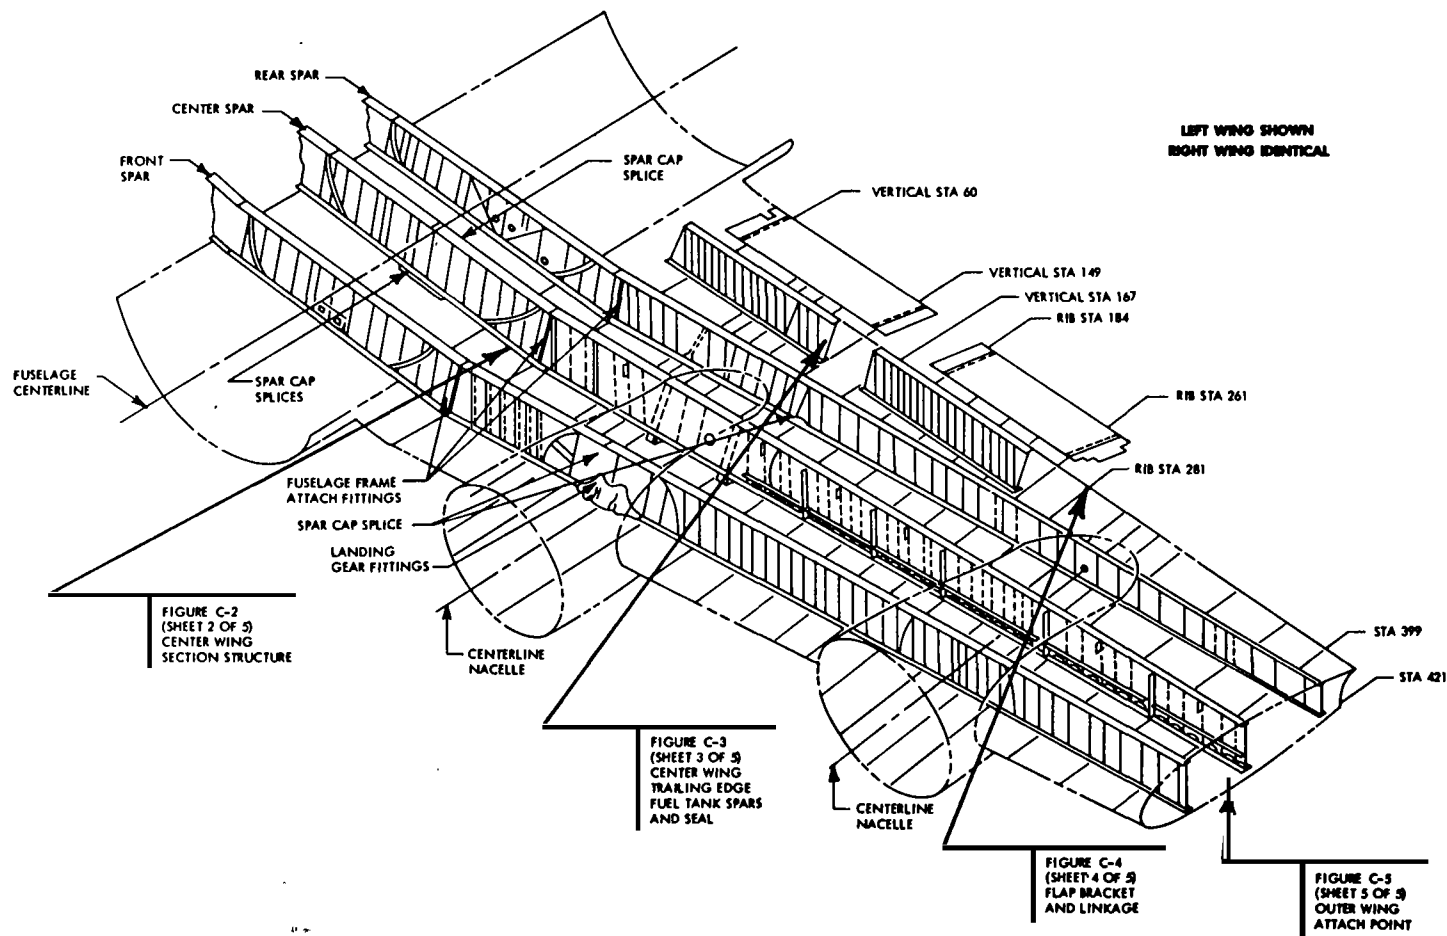 REAR SPAR
CENTER SPAR
FRONT
SPAR
SPAR CAP
SPLICE
LEFT WING SHOWN
RIGHT WING IDENTICAL
VERTICAL STA 60
VERTICAL STA 149
VERTICAL STA 167
RIB STA 184
FUSELAGE
CENTERLINE
SPAR CAP
SPLICES
RIB STA 261
RIB STA 281
FUSELAGE FRAME
ATTACH FITTINGS
SPAR CAP SPLICE
LANDING
GEAR FITTINGS
FIGURE C-2
(SHEET 2 OF 5)
CENTER WING
SECTION STRUCTURE
CENTERLINE
NACELLE
STA 399
STA 421
FIGURE C-3
(SHEET 3 OF 5)
CENTER WING
TRAILING EDGE
FUEL TANK SPARS
AND SEAL
CENTERLINE
NACELLE
FIGURE C-4
(SHEET 4 OF 5)
FLAP BRACKET
AND LINKAGE
FIGURE C-5
(SHEET 5 OF 5)
OUTER WING
ATTACH POINT